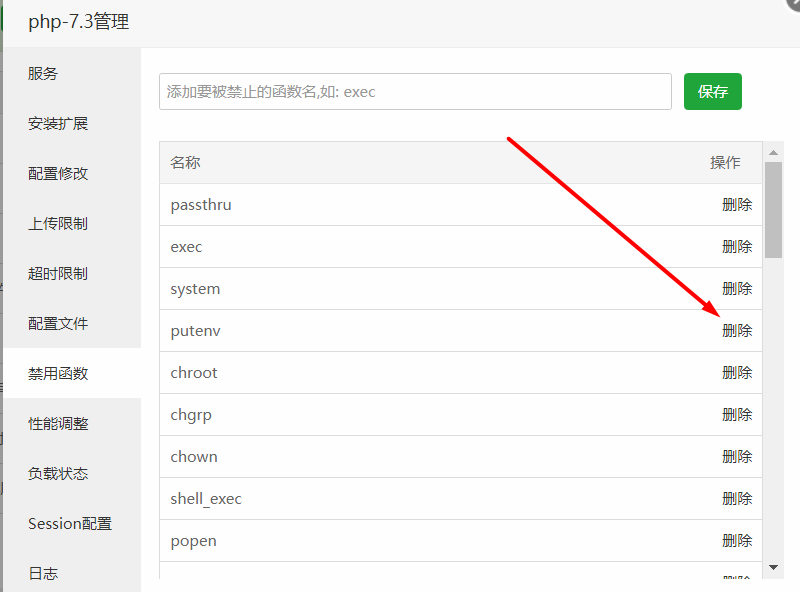 php-7.3管理
服务
安装扩展
配置修改
上传限制
超时限制
配置文件
禁用函数
性能调整
负载状态
Session配置
日志
添加要被禁止的函数名,如: exec 保存
名称 操作
passthru 删除
exec 删除
system 删除
putenv 删除
chroot 删除
chgrp 删除
chown 删除
shell_exec 删除
popen 删除